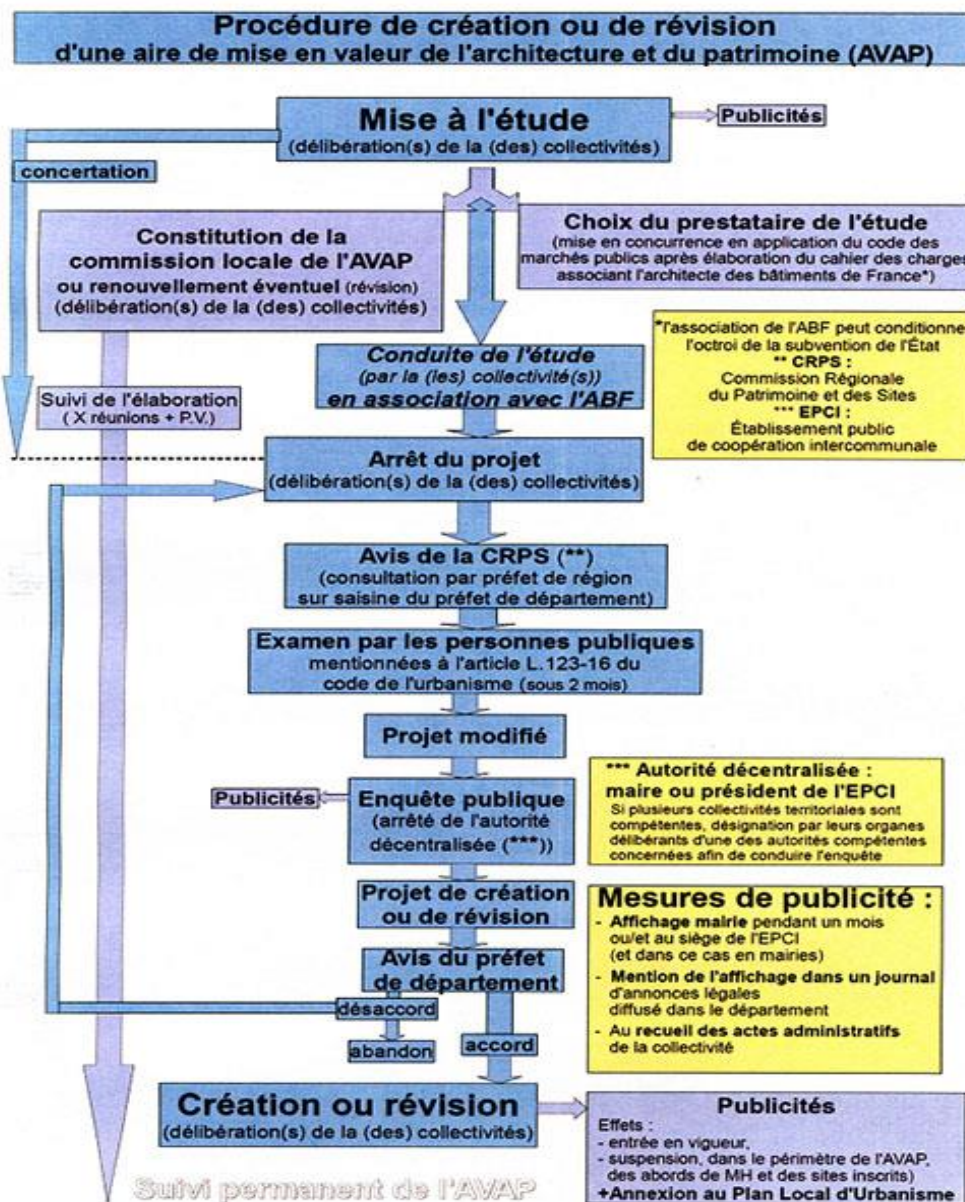 Procédure de création ou de révision
d'une aire de mise en valeur de l'architecture et du patrimoine (AVAP)
Mise à l'étude
(délibération(s) de la (des) collectivités)
Publicités
concertation
Constitution de la
commission locale de l'AVAP
ou renouvellement éventuel (révision)
(délibération(s) de la (des) collectivités)
Choix du prestataire de l'étude
(mise en concurrence en application du code des
marchés publics après élaboration du cahier des charges
associant l'architecte des bâtiments de France*)
*l'association de l'ABF peut conditionne
l'octroi de la subvention de l'État
** CRPS :
Commission Régionale
du Patrimoine et des Sites
*** EPCI :
Établissement public
de coopération intercommunale
Conduite de l'étude
(par la (les) collectivité(s))
en association avec l'ABF
Suivi de l'élaboration
( X réunions + P.V.)
Arrêt du projet
(délibération(s) de la (des) collectivités)
Avis de la CRPS (**)
(consultation par préfet de région
sur saisine du préfet de département)
Examen par les personnes publiques
mentionnées à l'article L.123-16 du
code de l'urbanisme (sous 2 mois)
Projet modifié
Publicités
Enquête publique
(arrêté de l'autorité
décentralisée (***))
*** Autorité décentralisée :
maire ou président de l'EPCI
Si plusieurs collectivités territoriales sont
compétentes, désignation par leurs organes
délibérants d'une des autorités compétentes
concernées afin de conduire l'enquête
Projet de création
ou de révision
Avis du préfet
de département
désaccord
abandon
accord
Mesures de publicité :
- Affichage mairie pendant un mois
ou/et au siège de l'EPCI
(et dans ce cas en mairies)
- Mention de l'affichage dans un journal
d'annonces légales
diffusé dans le département
- Au recueil des actes administratifs
de la collectivité
Création ou révision
(délibération(s) de la (des) collectivités)
Publicités
Effets :
- entrée en vigueur,
- suspension, dans le périmètre de l'AVAP,
des abords de MH et des sites inscrits)
+Annexion au Plan Local d'Urbanisme
Suivi permanent de l'AVAP